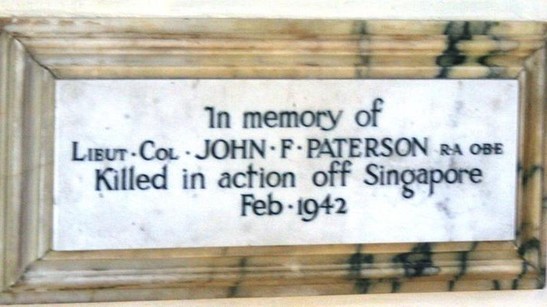 In memory of
LIEUT·COL·JOHN·F·PATERSON RA OBE
Killed in action off Singapore
Feb·1942